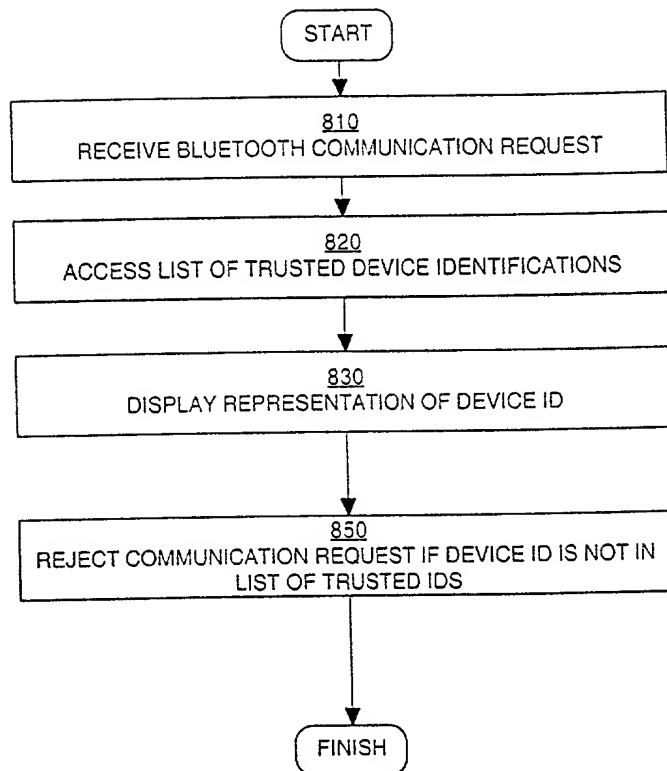 START
810
RECEIVE BLUETOOTH COMMUNICATION REQUEST
820
ACCESS LIST OF TRUSTED DEVICE IDENTIFICATIONS
830
DISPLAY REPRESENTATION OF DEVICE ID
850
REJECT COMMUNICATION REQUEST IF DEVICE ID IS NOT IN
LIST OF TRUSTED IDS
FINISH